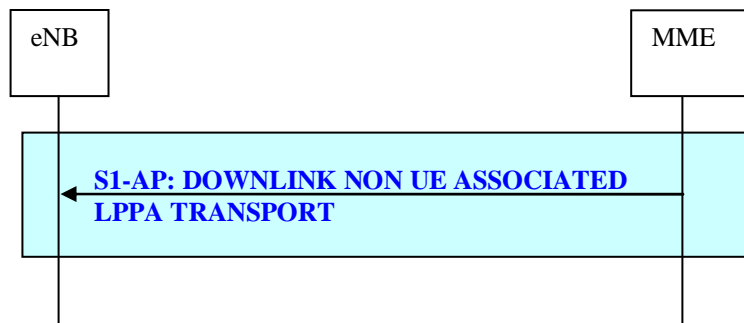 eNB
MME
S1-AP: DOWNLINK NON UE ASSOCIATED
LPPA TRANSPORT